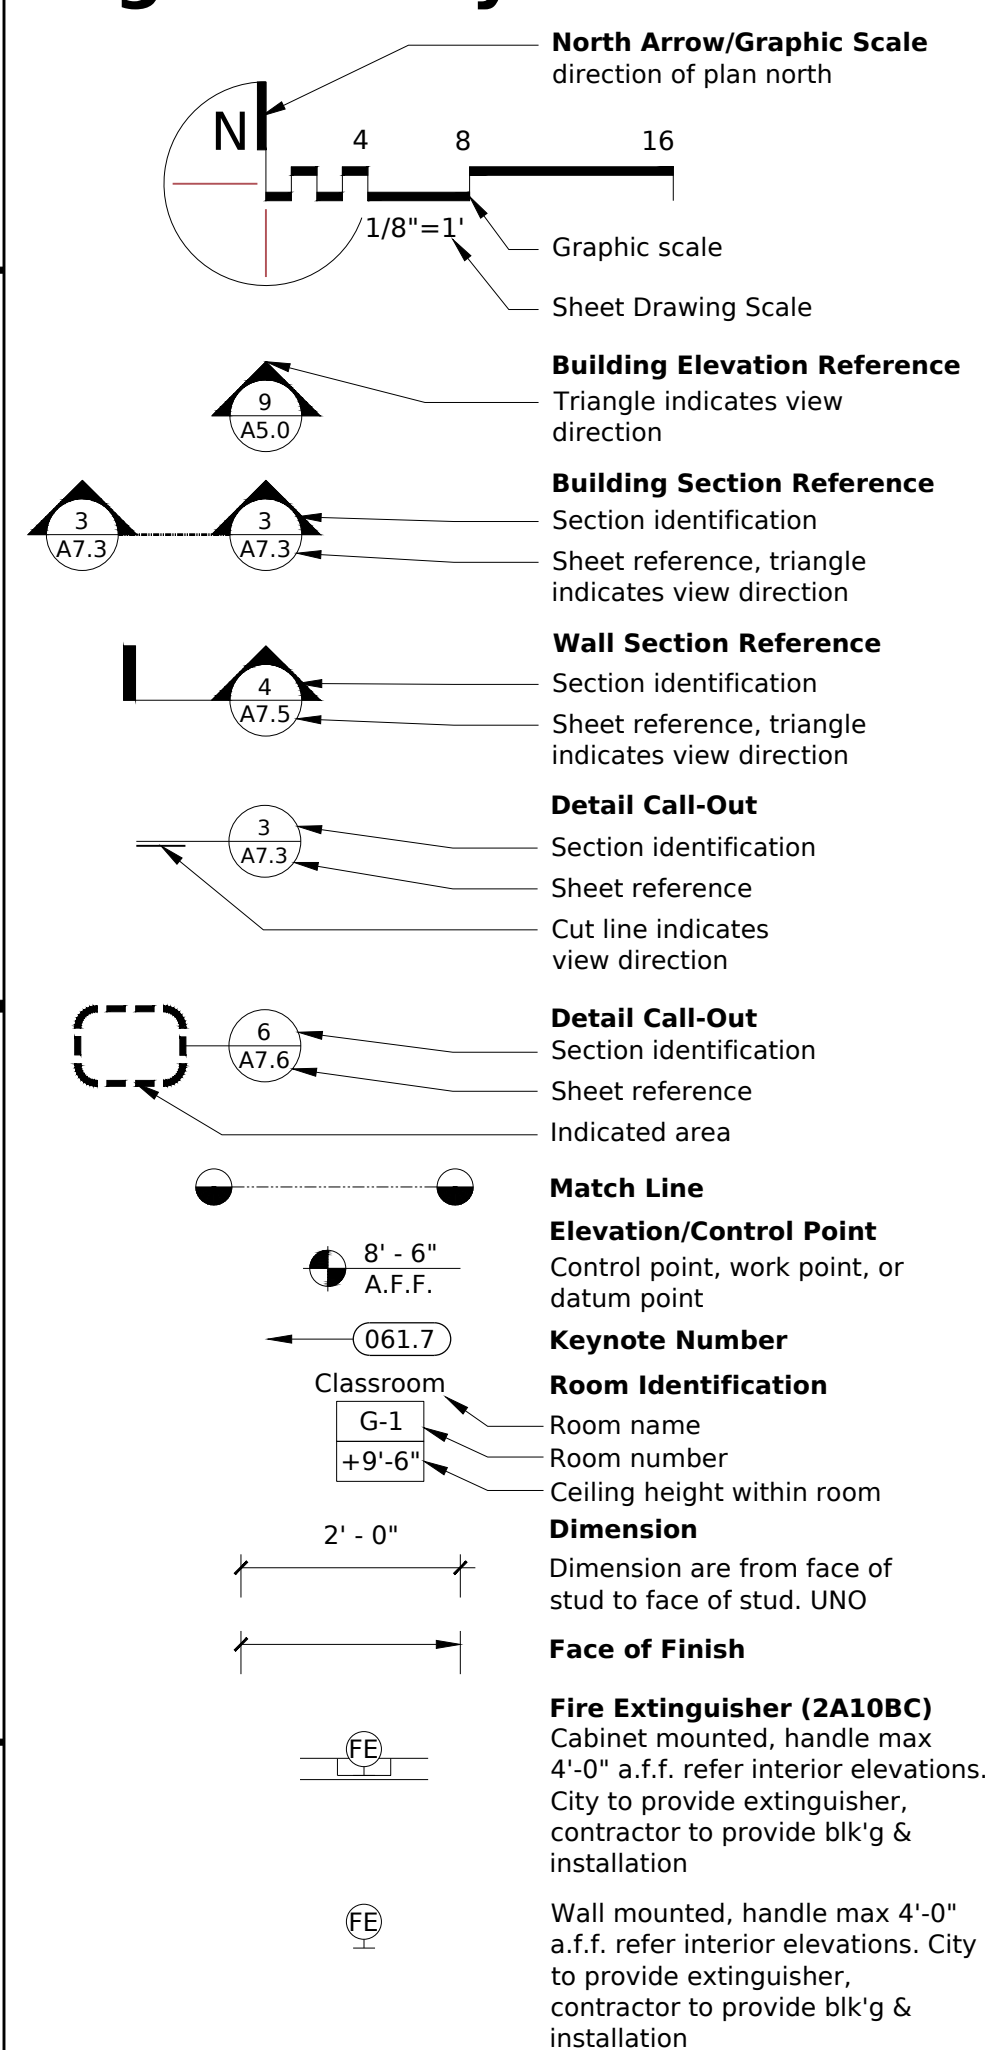 North Arrow/Graphic Scale
direction of plan north
N
4 8 16
1/8"=1'
Graphic scale
Sheet Drawing Scale
Building Elevation Reference
9
A5.0
Triangle indicates view
direction
Building Section Reference
3 3
A7.3 A7.3
Section identification
Sheet reference, triangle
indicates view direction
Wall Section Reference
4
A7.5
Section identification
Sheet reference, triangle
indicates view direction
Detail Call-Out
3
A7.3
Section identification
Sheet reference
Cut line indicates
view direction
Detail Call-Out
6
A7.6
Section identification
Sheet reference
Indicated area
Match Line
Elevation/Control Point
8' - 6"
A.F.F.
Control point, work point, or
datum point
061.7
Keynote Number
Classroom
G-1
+9'-6"
Room Identification
Room name
Room number
Ceiling height within room
Dimension
2' - 0"
Dimension are from face of
stud to face of stud. UNO
Face of Finish
Fire Extinguisher (2A10BC)
FE
Cabinet mounted, handle max
4'-0" a.f.f. refer interior elevations.
City to provide extinguisher,
contractor to provide blk'g &
installation
FE
Wall mounted, handle max 4'-0"
a.f.f. refer interior elevations. City
to provide extinguisher,
contractor to provide blk'g &
installation